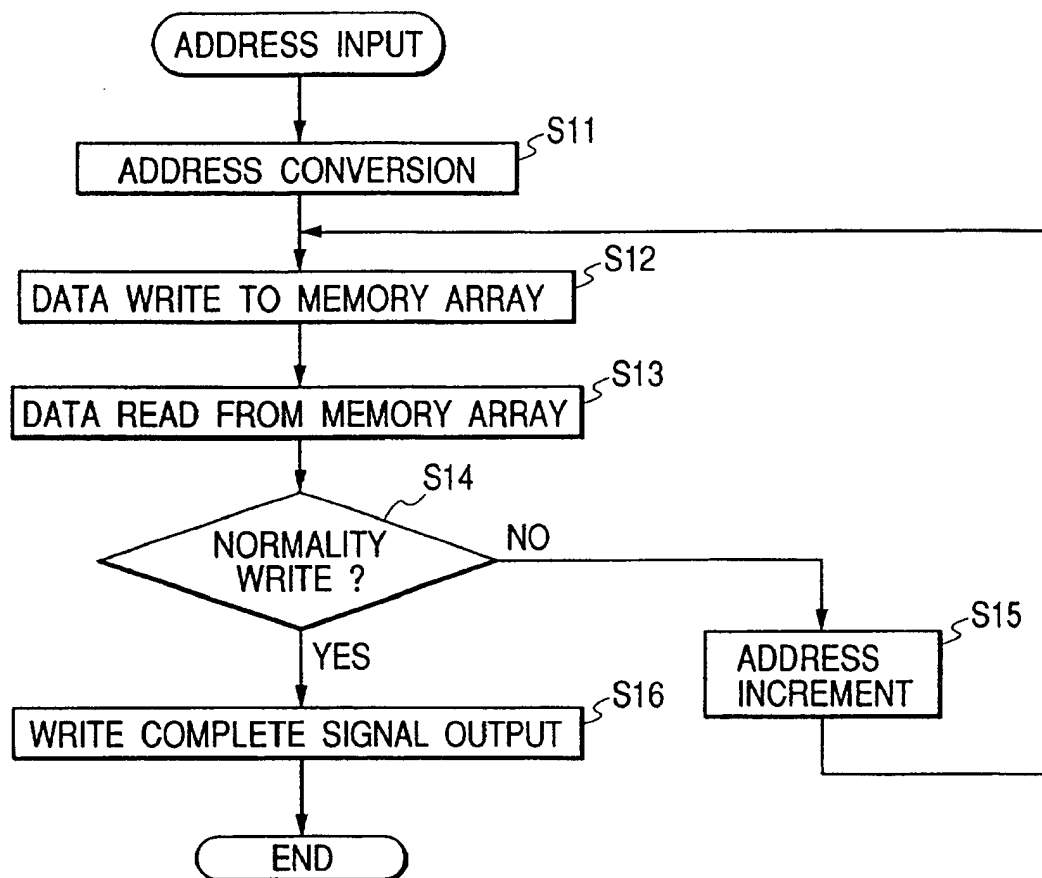 ADDRESS INPUT
S11
ADDRESS CONVERSION
S12
DATA WRITE TO MEMORY ARRAY
S13
DATA READ FROM MEMORY ARRAY
S14
NORMALITY
WRITE ?
NO
YES
S15
ADDRESS
INCREMENT
S16
WRITE COMPLETE SIGNAL OUTPUT
END